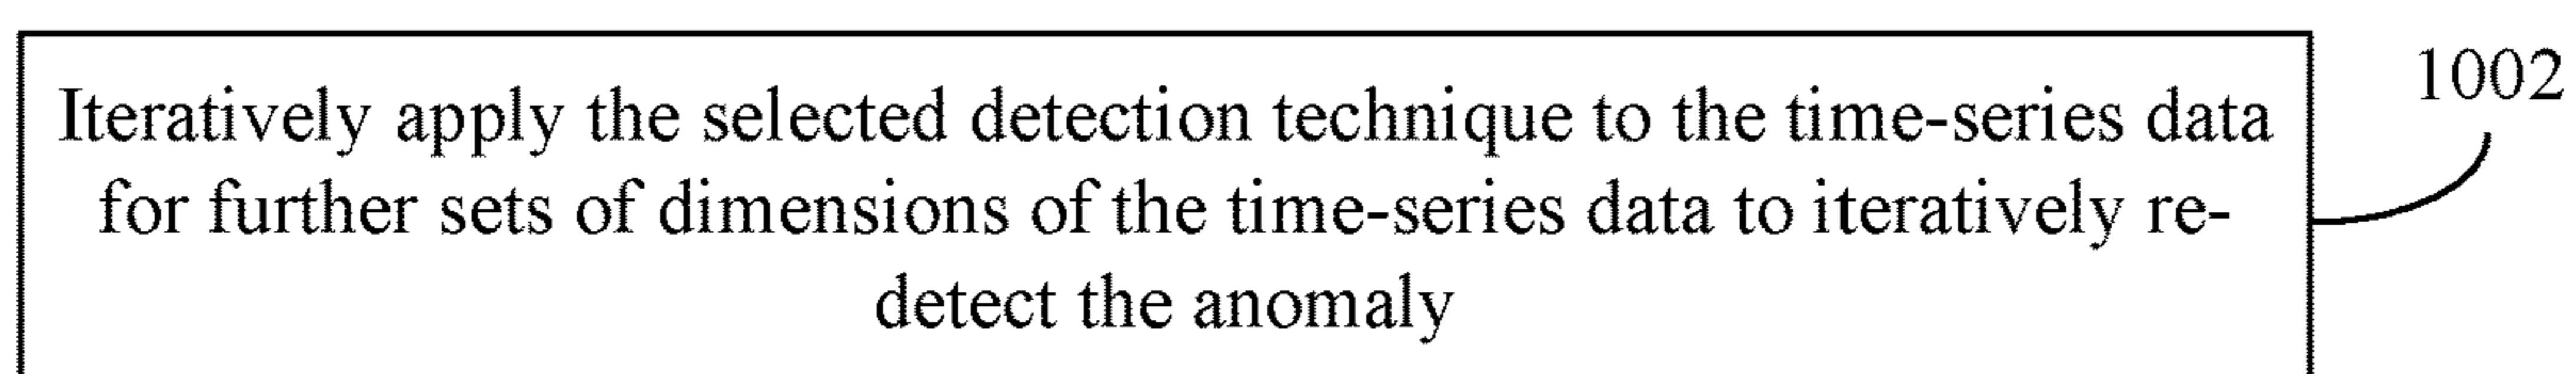 Iteratively apply the selected detection technique to the time-series data
for further sets of dimensions of the time-series data to iteratively re-
detect the anomaly
1002